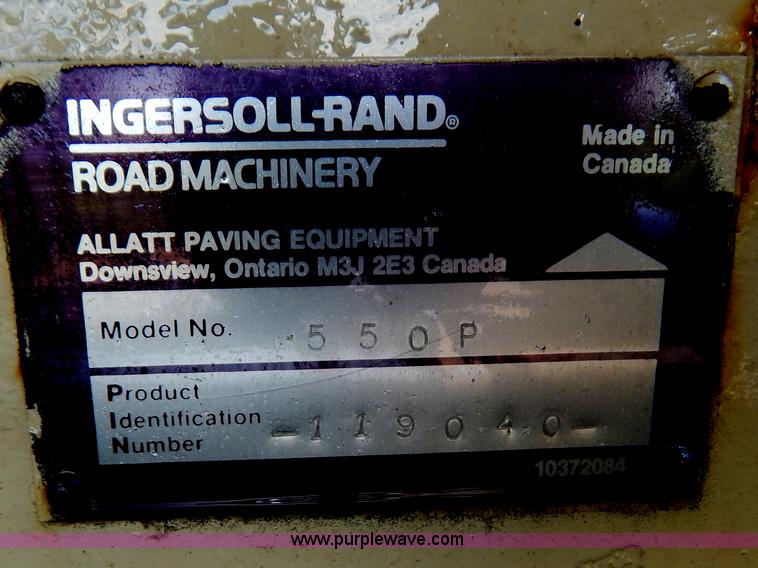 INGERSOLL-RAND®
ROAD MACHINERY
Made in
Canada
ALLATT PAVING EQUIPMENT
Downsview, Ontario M3J 2E3 Canada
Model No. 550P
Product
Identification
Number -119040-
10372084
www.purplewave.com